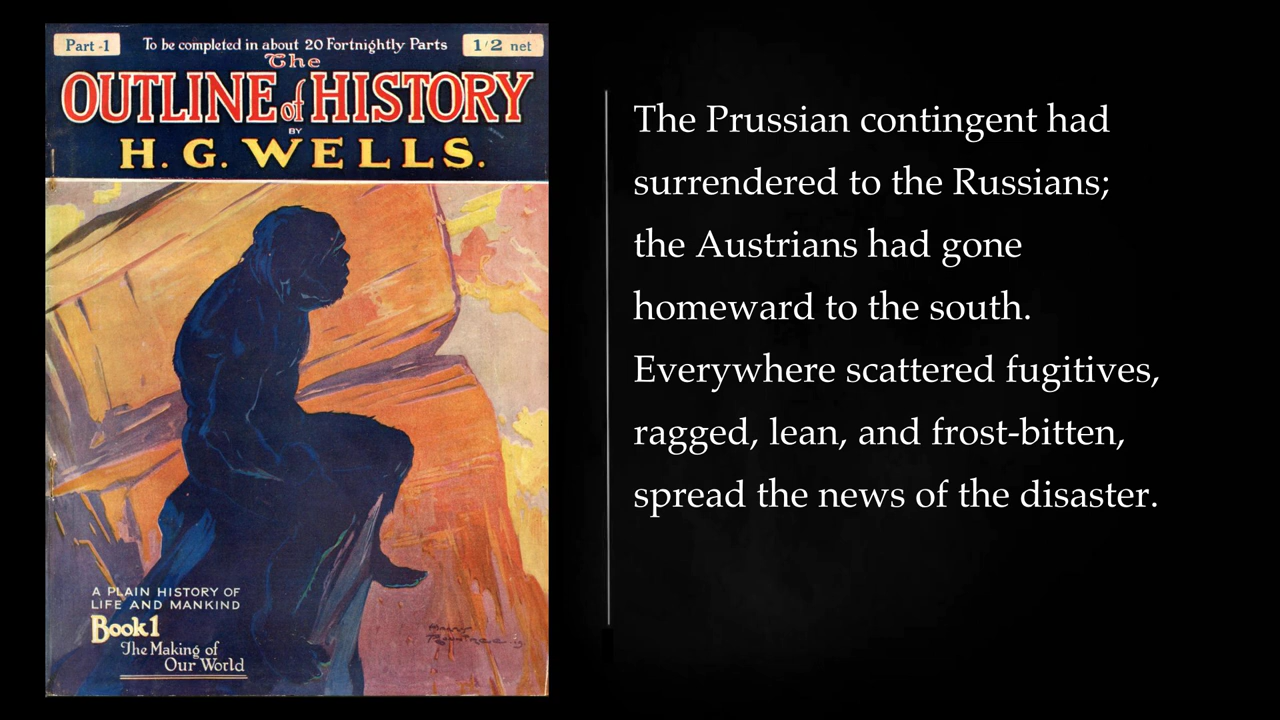 Part -1
To be completed in about 20 Fortnightly Parts
1/2 net
The
OUTLINE of HISTORY
BY
H. G. WELLS.
A PLAIN HISTORY OF
LIFE AND MANKIND
Book 1
The Making of
Our World
The Prussian contingent had
surrendered to the Russians;
the Austrians had gone
homeward to the south.
Everywhere scattered fugitives,
ragged, lean, and frost-bitten,
spread the news of the disaster.